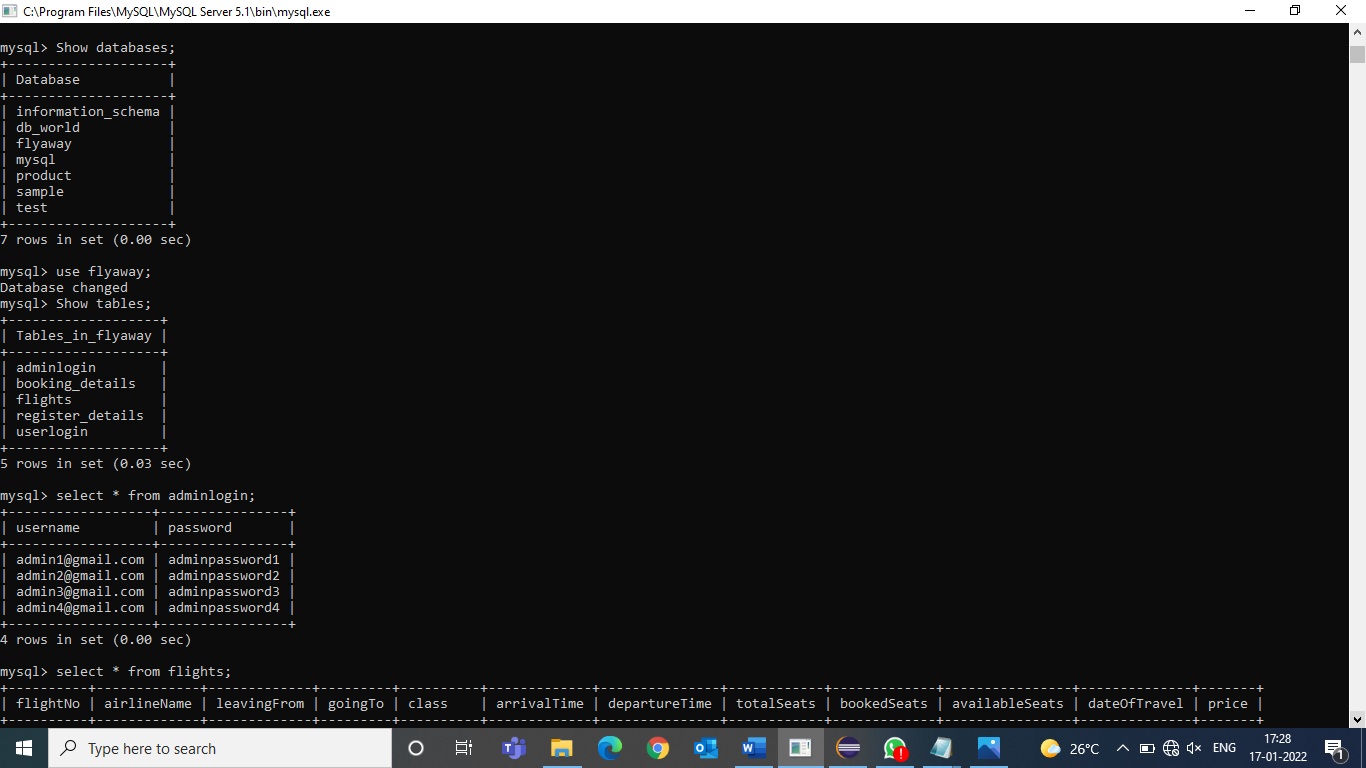 C:\Program Files\MySQL\MySQL Server 5.1\bin\mysql.exe
mysql> Show databases;
+--------------------+
| Database           |
+--------------------+
| information_schema |
| db_world           |
| flyaway            |
| mysql              |
| product            |
| sample             |
| test               |
+--------------------+
7 rows in set (0.00 sec)
mysql> use flyaway;
Database changed
mysql> Show tables;
+-------------------+
| Tables_in_flyaway |
+-------------------+
| adminlogin        |
| booking_details   |
| flights           |
| register_details  |
| userlogin         |
+-------------------+
5 rows in set (0.03 sec)
mysql> select * from adminlogin;
+------------------+----------------+
| username         | password       |
+------------------+----------------+
| admin1@gmail.com | adminpassword1 |
| admin2@gmail.com | adminpassword2 |
| admin3@gmail.com | adminpassword3 |
| admin4@gmail.com | adminpassword4 |
+------------------+----------------+
4 rows in set (0.00 sec)
mysql> select * from flights;
+----------+-------------+-------------+---------+----------+-------------+---------------+------------+-------------+----------------+--------------+-------+
| flightNo | airlineName | leavingFrom | goingTo | class    | arrivalTime | departureTime | totalSeats | bookedSeats | availableSeats | dateOfTravel | price |
+----------+-------------+-------------+---------+----------+-------------+---------------+------------+-------------+----------------+--------------+-------+
Type here to search
26°C
ENG
17:28
17-01-2022
1